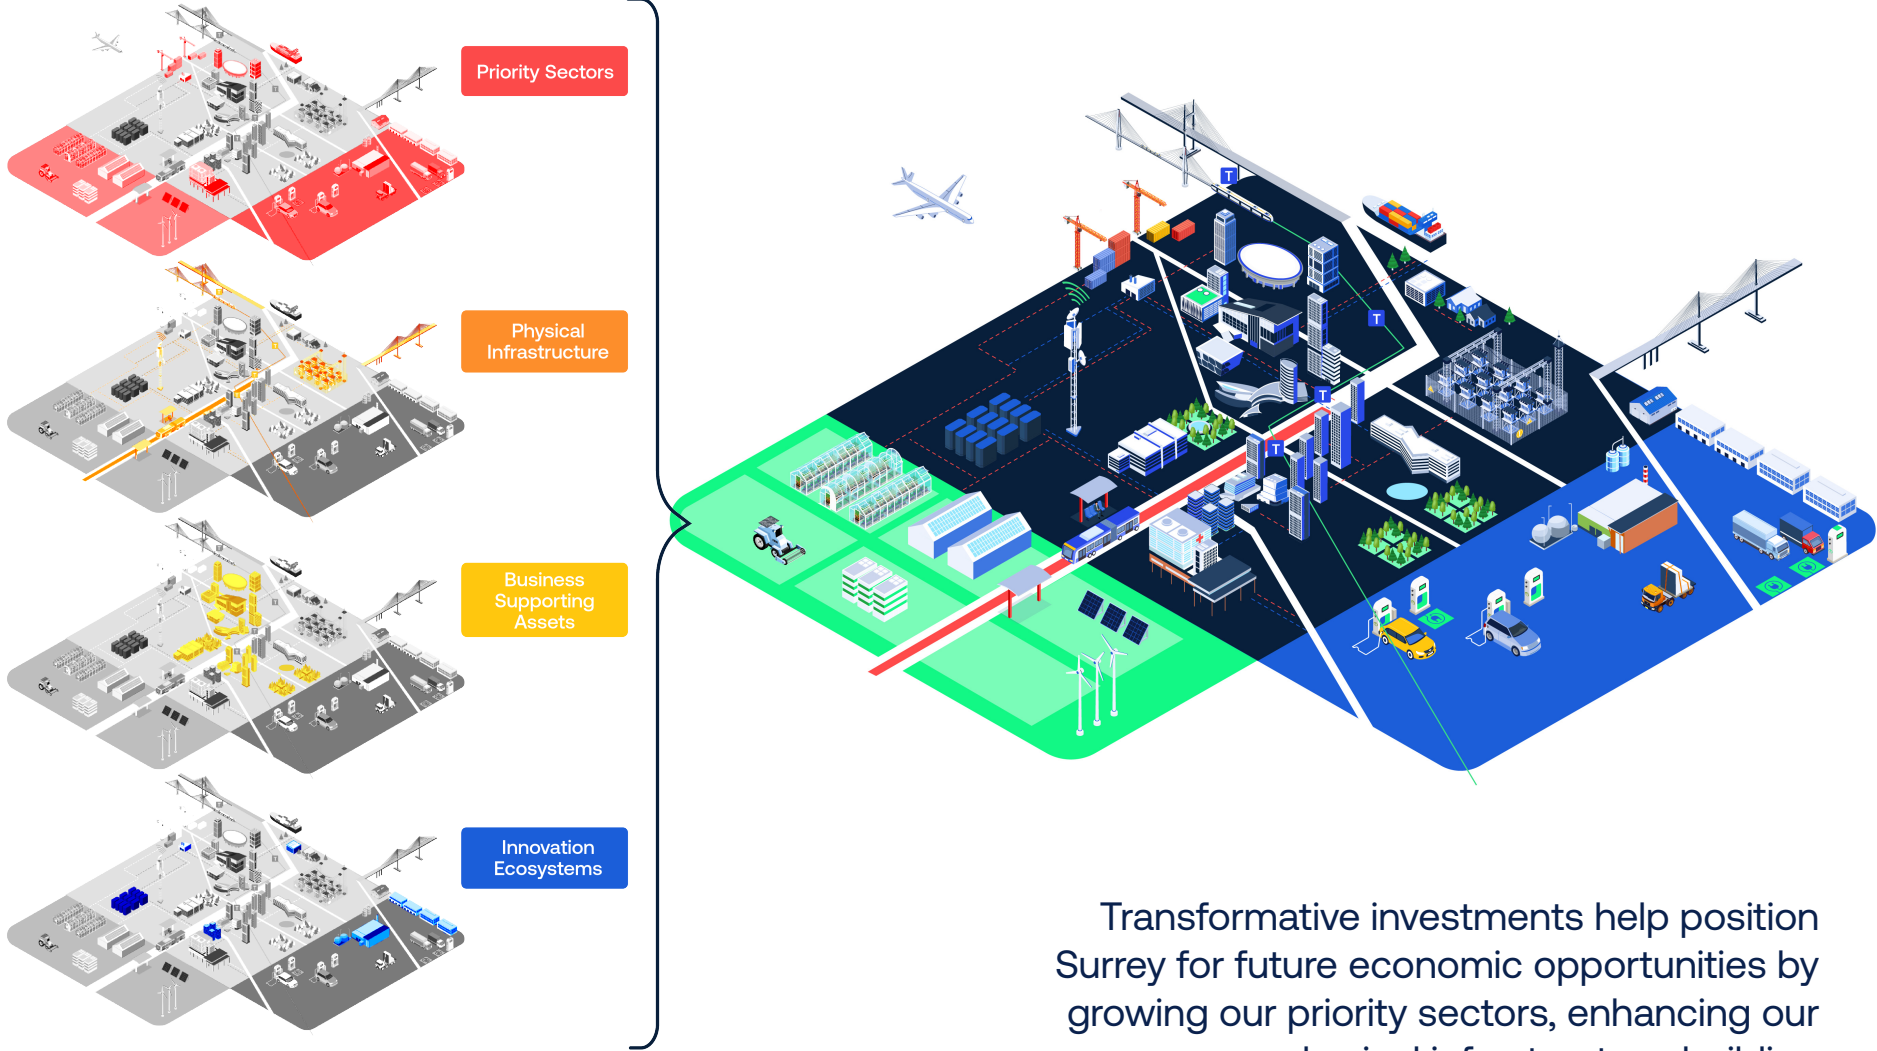 Priority Sectors
Physical
Infrastructure
Business
Supporting
Assets
Innovation
Ecosystems
T
T
T
T
Transformative investments help position
Surrey for future economic opportunities by
growing our priority sectors, enhancing our